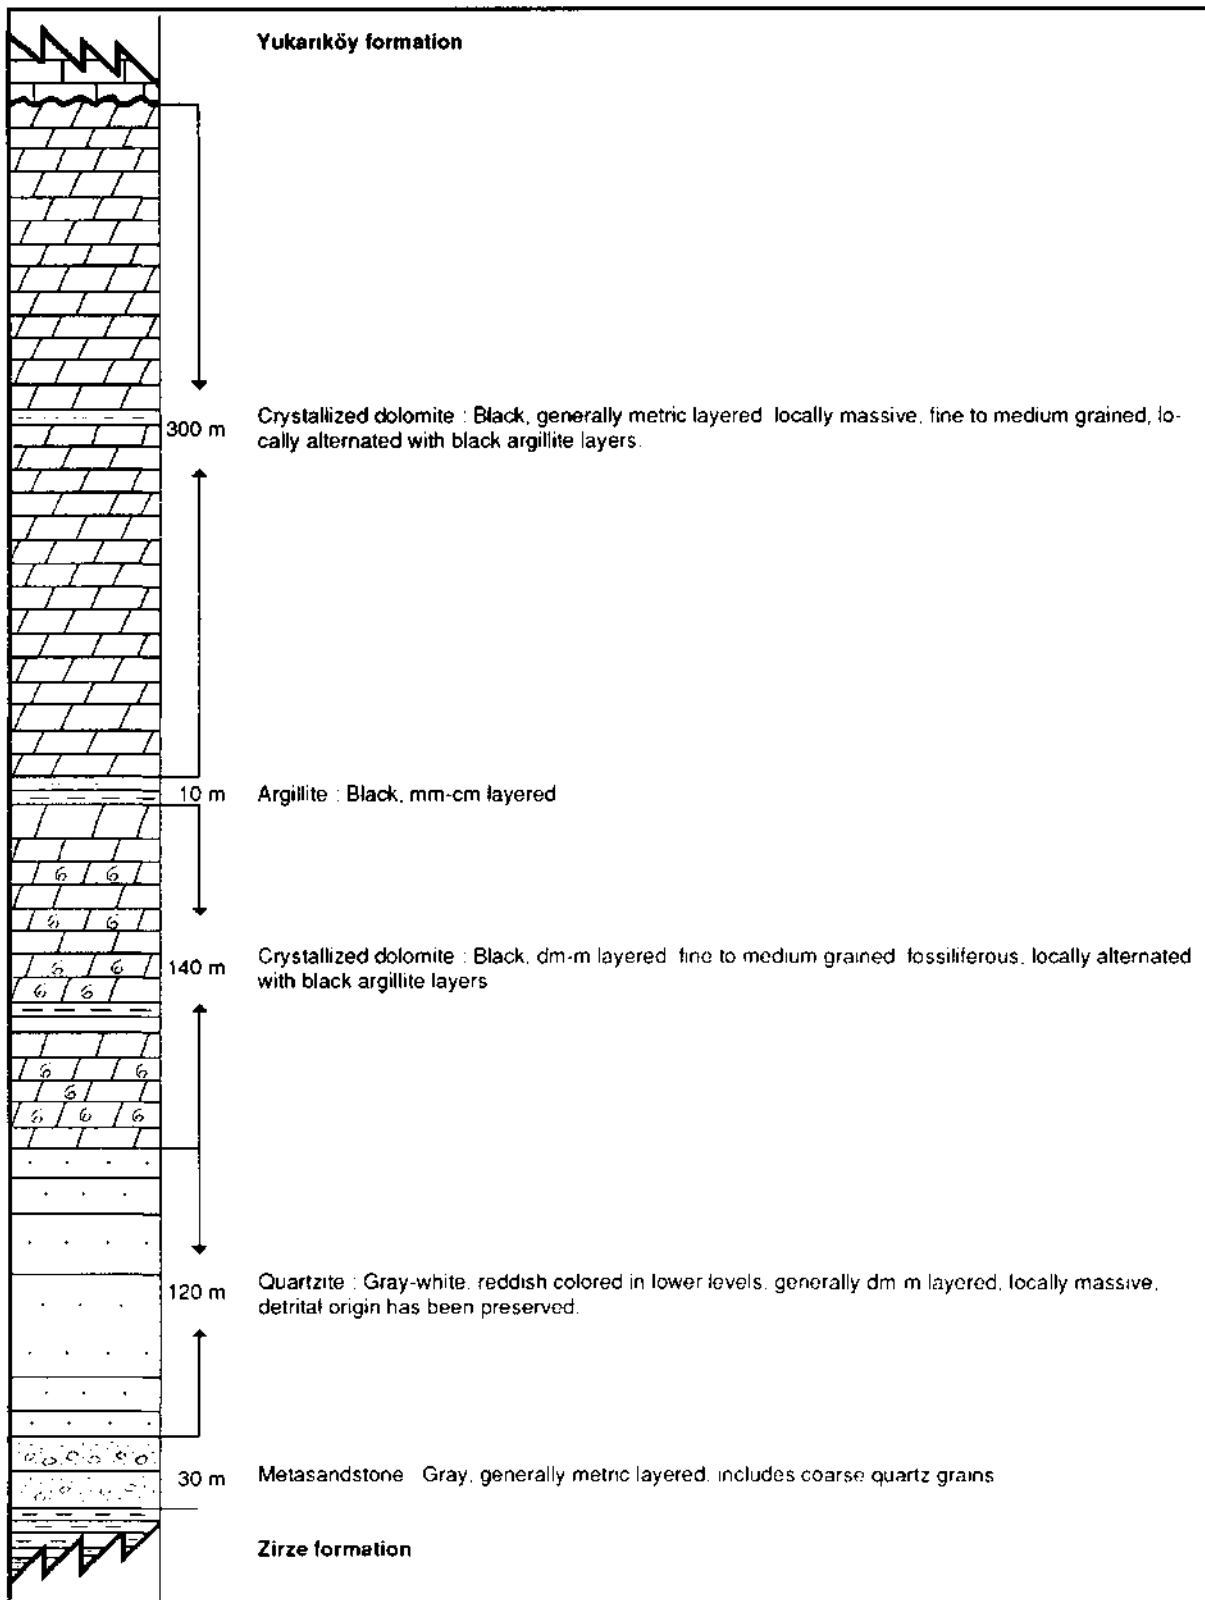 Yukarıköy formation
300 m
Crystallized dolomite : Black, generally metric layered locally massive, fine to medium grained, lo-
cally alternated with black argillite layers.
10 m
Argillite : Black, mm-cm layered
140 m
Crystallized dolomite : Black, dm-m layered fine to medium grained fossiliferous, locally alternated
with black argillite layers
120 m
Quartzite : Gray-white, reddish colored in lower levels, generally dm m layered, locally massive,
detrital origin has been preserved.
30 m
Metasandstone Gray, generally metric layered, includes coarse quartz grains
Zirze formation